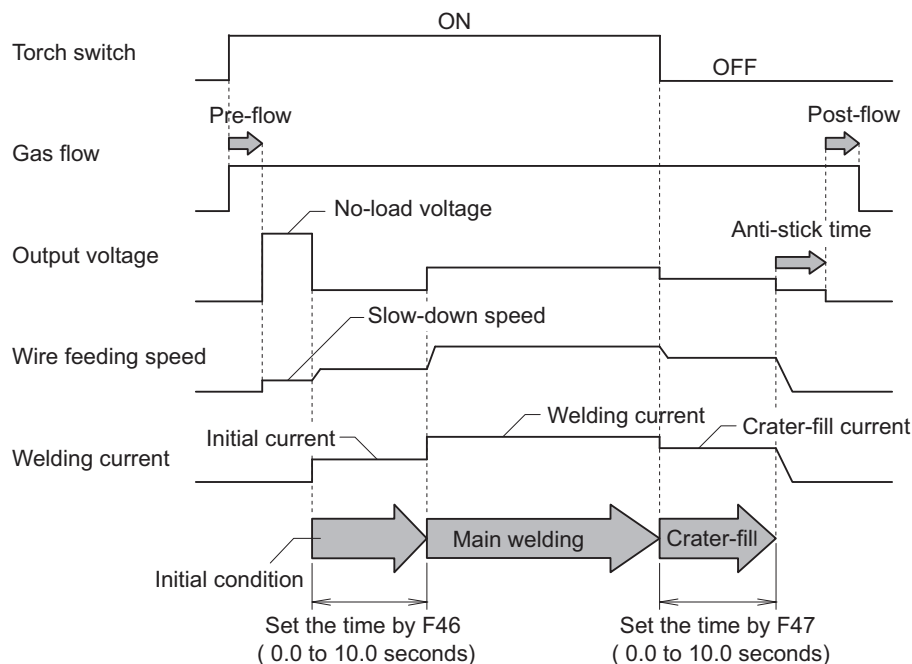 ON
Torch switch
OFF
Pre-flow
Post-flow
Gas flow
No-load voltage
Anti-stick time
Output voltage
Slow-down speed
Wire feeding speed
Welding current
Initial current
Crater-fill current
Welding current
Main welding
Crater-fill
Initial condition
Set the time by F46
( 0.0 to 10.0 seconds)
Set the time by F47
( 0.0 to 10.0 seconds)